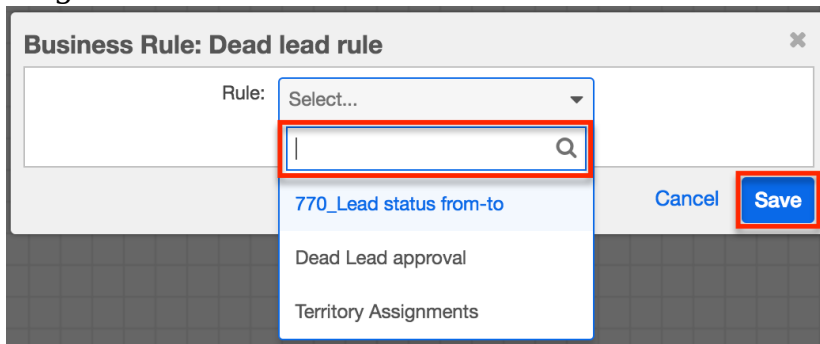 Business Rule: Dead lead rule
Rule:
Select...
770_Lead status from-to
Cancel
Save
Dead Lead approval
Territory Assignments